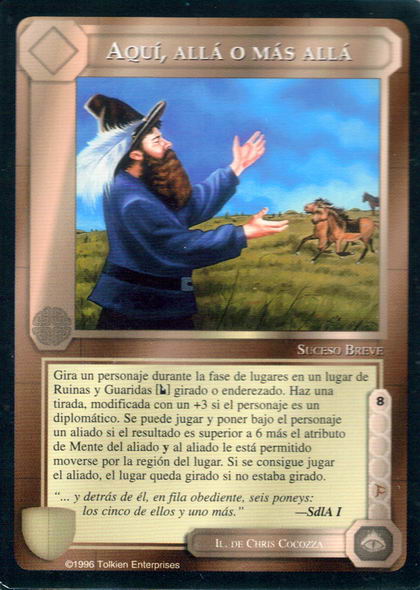 Aquí, allá o más allá
Suceso Breve
Gira un personaje durante la fase de lugares en un lugar de
Ruinas y Guaridas [] girado o enderezado. Haz una
tirada, modificada con un +3 si el personaje es un
diplomático. Se puede jugar y poner bajo el personaje
un aliado si el resultado es superior a 6 más el atributo
de Mente del aliado y al aliado le está permitido
moverse por la región del lugar. Si se consigue jugar
el aliado, el lugar queda girado si no estaba girado.
8
"... y detrás de él, en fila obediente, seis poneys:
los cinco de ellos y uno más." —SdlA I
Il. de Chris Cocozza
©1996 Tolkien Enterprises